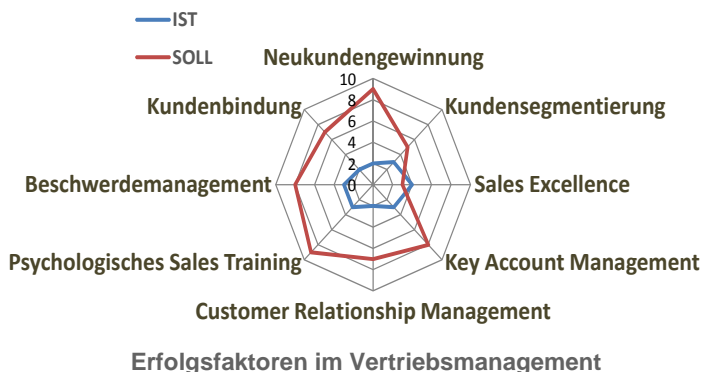 IST
SOLL
Neukundengewinnung
10
8
6
4
2
0
Kundenbindung
Kundensegmentierung
Beschwerdemanagement
Sales Excellence
Psychologisches Sales Training
Key Account Management
Customer Relationship Management
Erfolgsfaktoren im Vertriebsmanagement